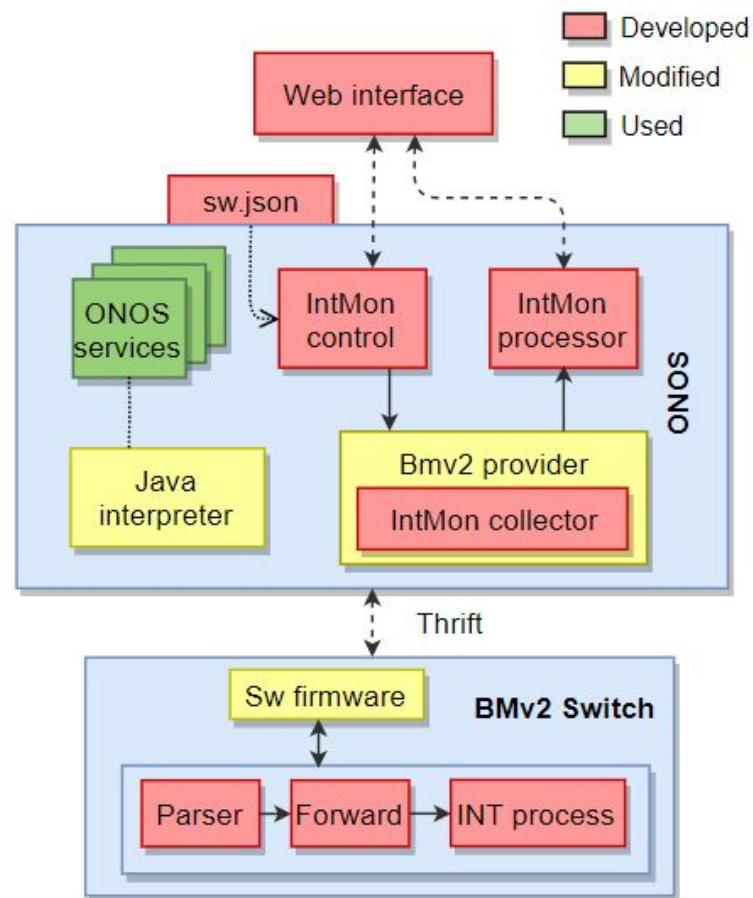 Developed
Modified
Used
Web interface
sw.json
ONOS
services
IntMon
control
IntMon
processor
ONOS
Java
interpreter
Bmv2 provider
IntMon collector
Thrift
Sw firmware
BMv2 Switch
Parser
Forward
INT process